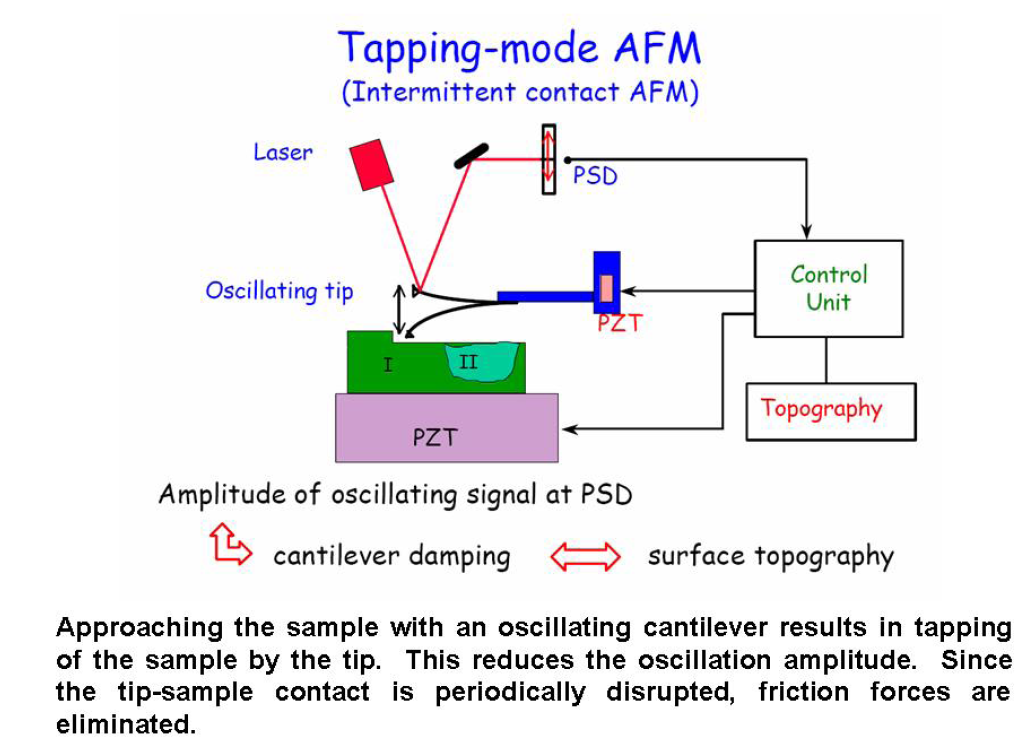 Tapping-mode AFM
(Intermittent contact AFM)
Laser
PSD
Control
Unit
Oscillating tip
PZT
I
II
Topography
PZT
Amplitude of oscillating signal at PSD
cantilever damping
surface topography
Approaching the sample with an oscillating cantilever results in tapping
of the sample by the tip. This reduces the oscillation amplitude. Since
the tip-sample contact is periodically disrupted, friction forces are
eliminated.